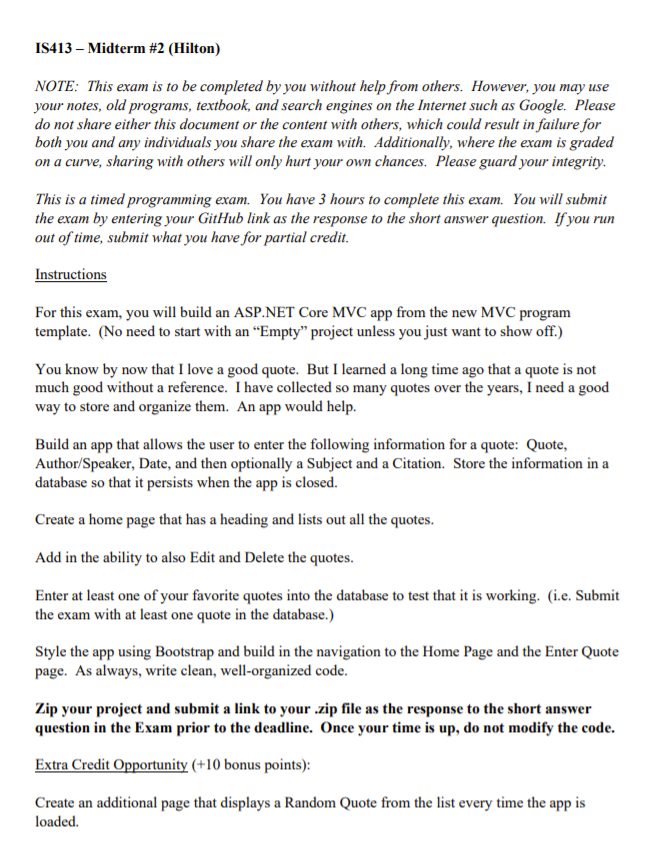 IS413 – Midterm #2 (Hilton)
NOTE: This exam is to be completed by you without help from others. However, you may use
your notes, old programs, textbook, and search engines on the Internet such as Google. Please
do not share either this document or the content with others, which could result in failure for
both you and any individuals you share the exam with. Additionally, where the exam is graded
on a curve, sharing with others will only hurt your own chances. Please guard your integrity.
This is a timed programming exam. You have 3 hours to complete this exam. You will submit
the exam by entering your GitHub link as the response to the short answer question. If you run
out of time, submit what you have for partial credit.
Instructions
For this exam, you will build an ASP.NET Core MVC app from the new MVC program
template. (No need to start with an “Empty” project unless you just want to show off.)
You know by now that I love a good quote. But I learned a long time ago that a quote is not
much good without a reference. I have collected so many quotes over the years, I need a good
way to store and organize them. An app would help.
Build an app that allows the user to enter the following information for a quote: Quote,
Author/Speaker, Date, and then optionally a Subject and a Citation. Store the information in a
database so that it persists when the app is closed.
Create a home page that has a heading and lists out all the quotes.
Add in the ability to also Edit and Delete the quotes.
Enter at least one of your favorite quotes into the database to test that it is working. (i.e. Submit
the exam with at least one quote in the database.)
Style the app using Bootstrap and build in the navigation to the Home Page and the Enter Quote
page. As always, write clean, well-organized code.
Zip your project and submit a link to your .zip file as the response to the short answer
question in the Exam prior to the deadline. Once your time is up, do not modify the code.
Extra Credit Opportunity (+10 bonus points):
Create an additional page that displays a Random Quote from the list every time the app is
loaded.